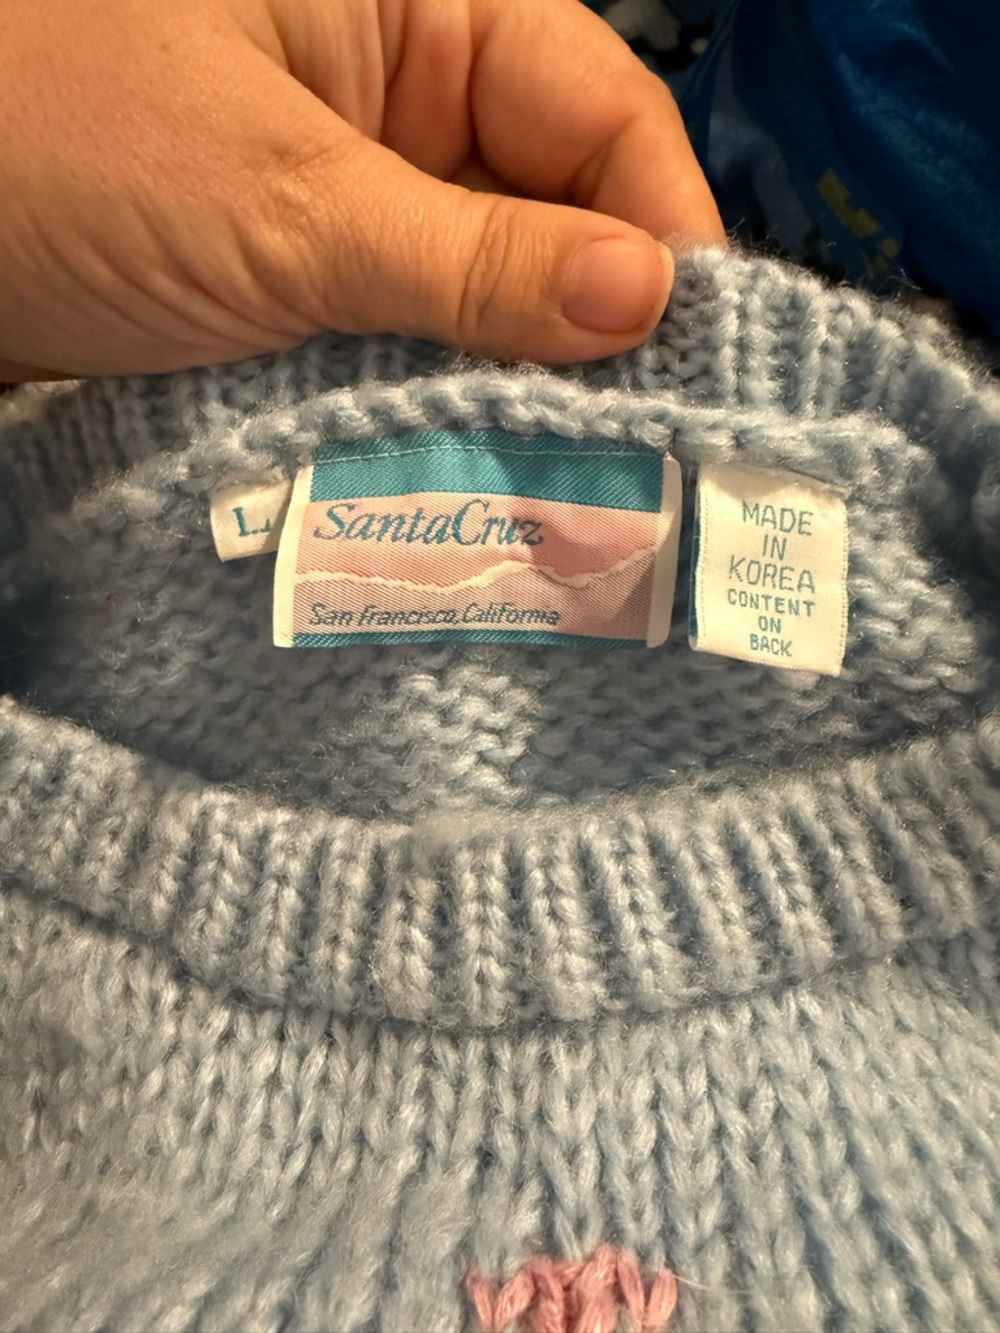 L
SantaCruz
San Francisco, California
MADE
IN
KOREA
CONTENT
ON
BACK